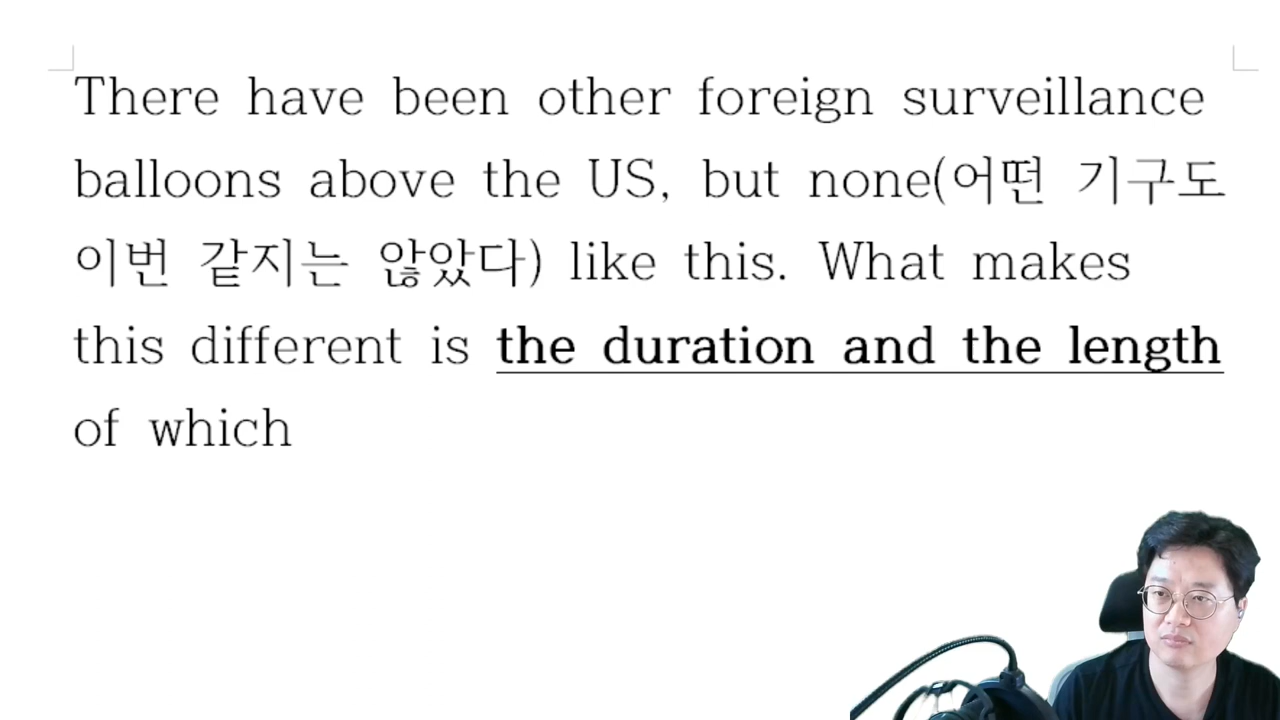 There have been other foreign surveillance
balloons above the US, but none(어떤 기구도
이번 같지는 않았다) like this. What makes
this different is the duration and the length
of which